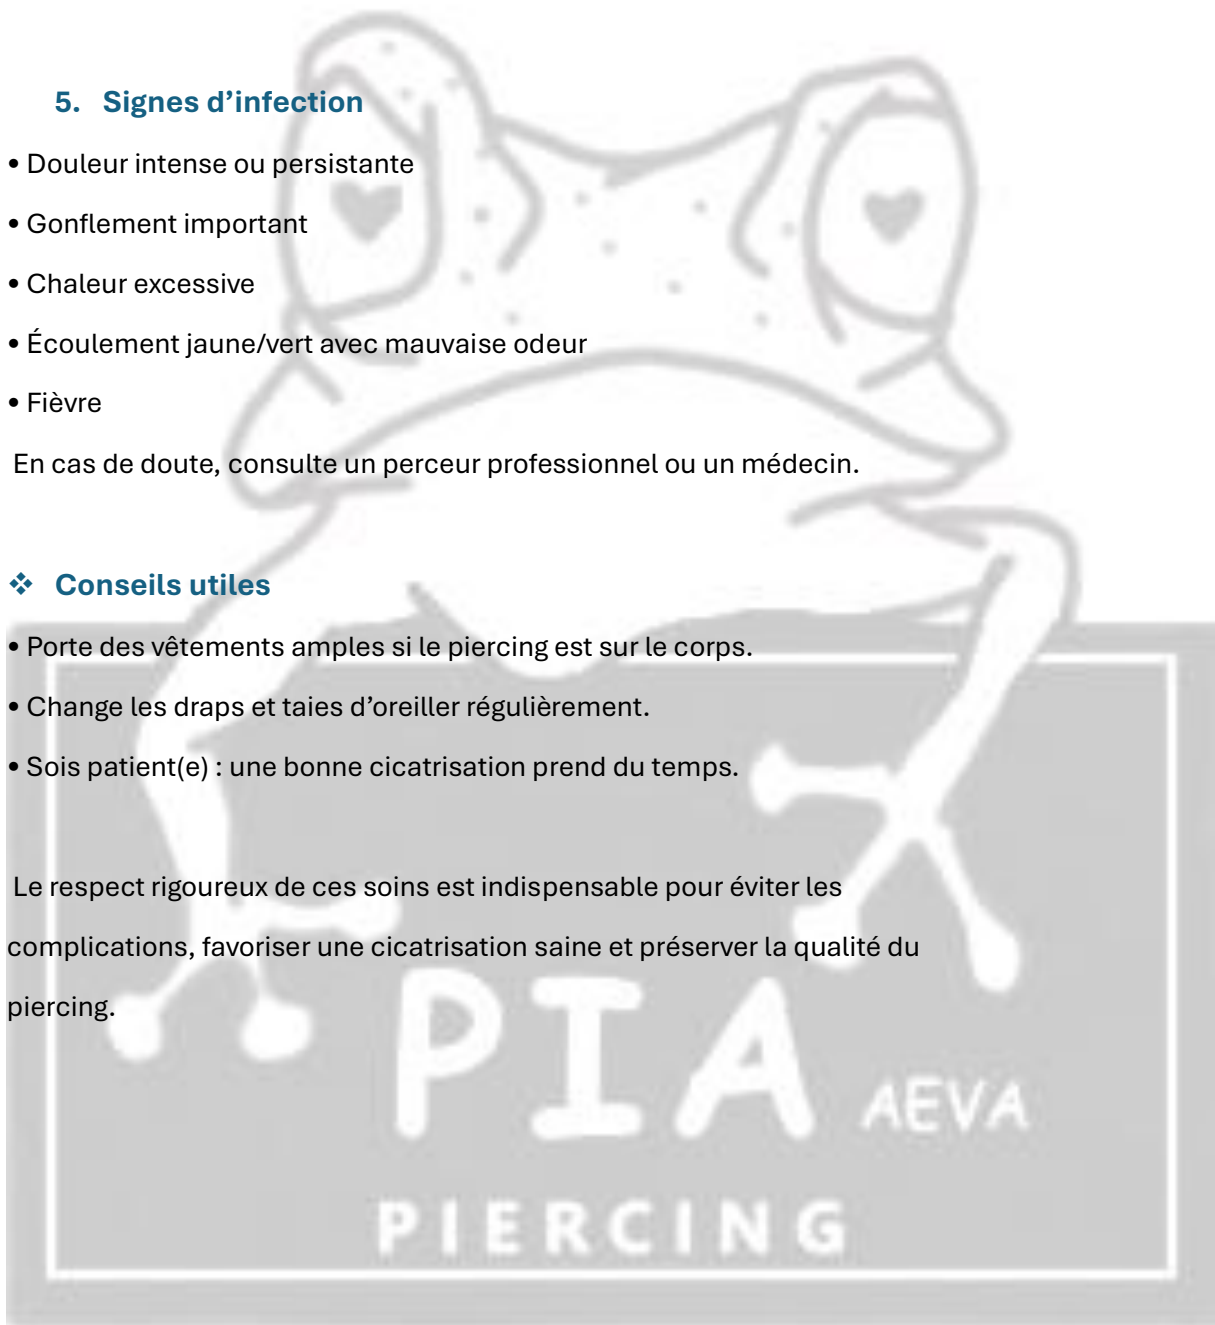 5. Signes d’infection
• Douleur intense ou persistante
• Gonflement important
• Chaleur excessive
• Écoulement jaune/vert avec mauvaise odeur
• Fièvre
En cas de doute, consulte un perceur professionnel ou un médecin.
❖ Conseils utiles
• Porte des vêtements amples si le piercing est sur le corps.
• Change les draps et taies d’oreiller régulièrement.
• Sois patient(e) : une bonne cicatrisation prend du temps.
Le respect rigoureux de ces soins est indispensable pour éviter les
complications, favoriser une cicatrisation saine et préserver la qualité du
piercing.
PIA AEVA
PIERCING